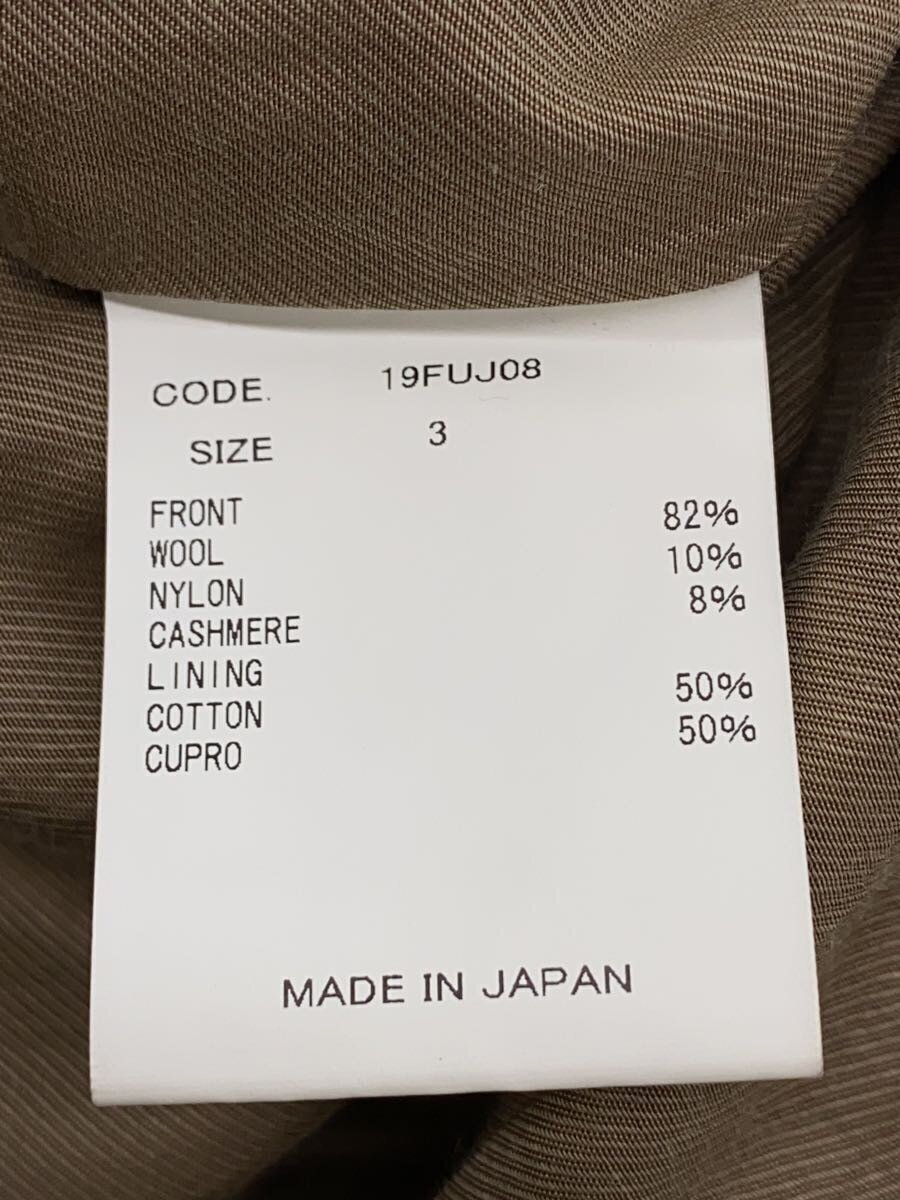 CODE. 19FUJ08
SIZE 3
FRONT 82%
WOOL 10%
NYLON 8%
CASHMERE
LINING 50%
COTTON 50%
CUPRO
MADE IN JAPAN